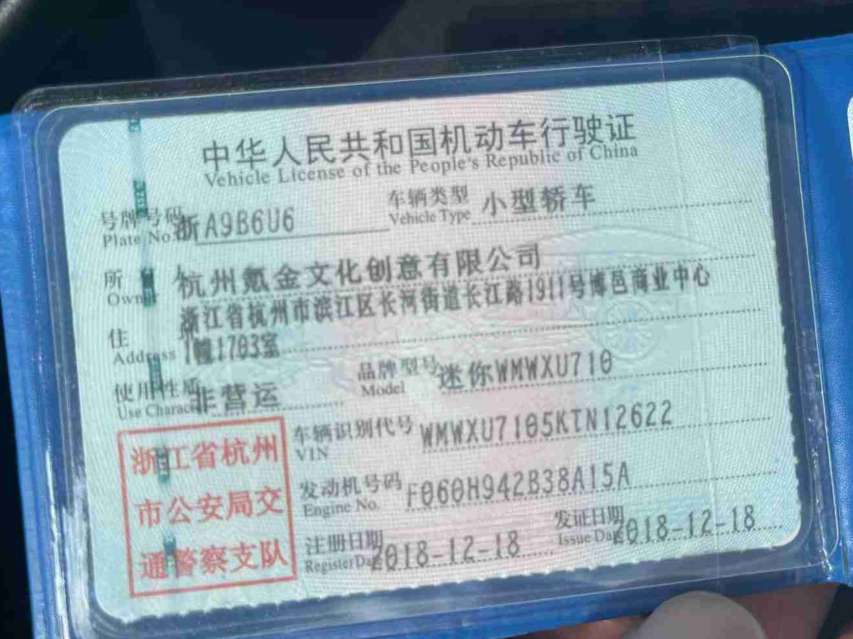 中华人民共和国机动车行驶证
Vehicle License of the People's Republic of China
号牌号码 浙A9B6U6 车辆类型 小型轿车
Plate No. Vehicle Type
所有人 杭州氪金文化创意有限公司
Owner
浙江省杭州市滨江区长河街道长江路1911号博邑商业中心
住址 1幢1703室
Address
使用性质 非营运 品牌型号 迷你WMWXU710
Use Character Model
车辆识别代号 WMWXU7105KTN12622
VIN
发动机号码 F060H942B38A15A
Engine No.
注册日期 2018-12-18 发证日期 2018-12-18
Register Date Issue Date
浙江省杭州
市公安局交
通警察支队